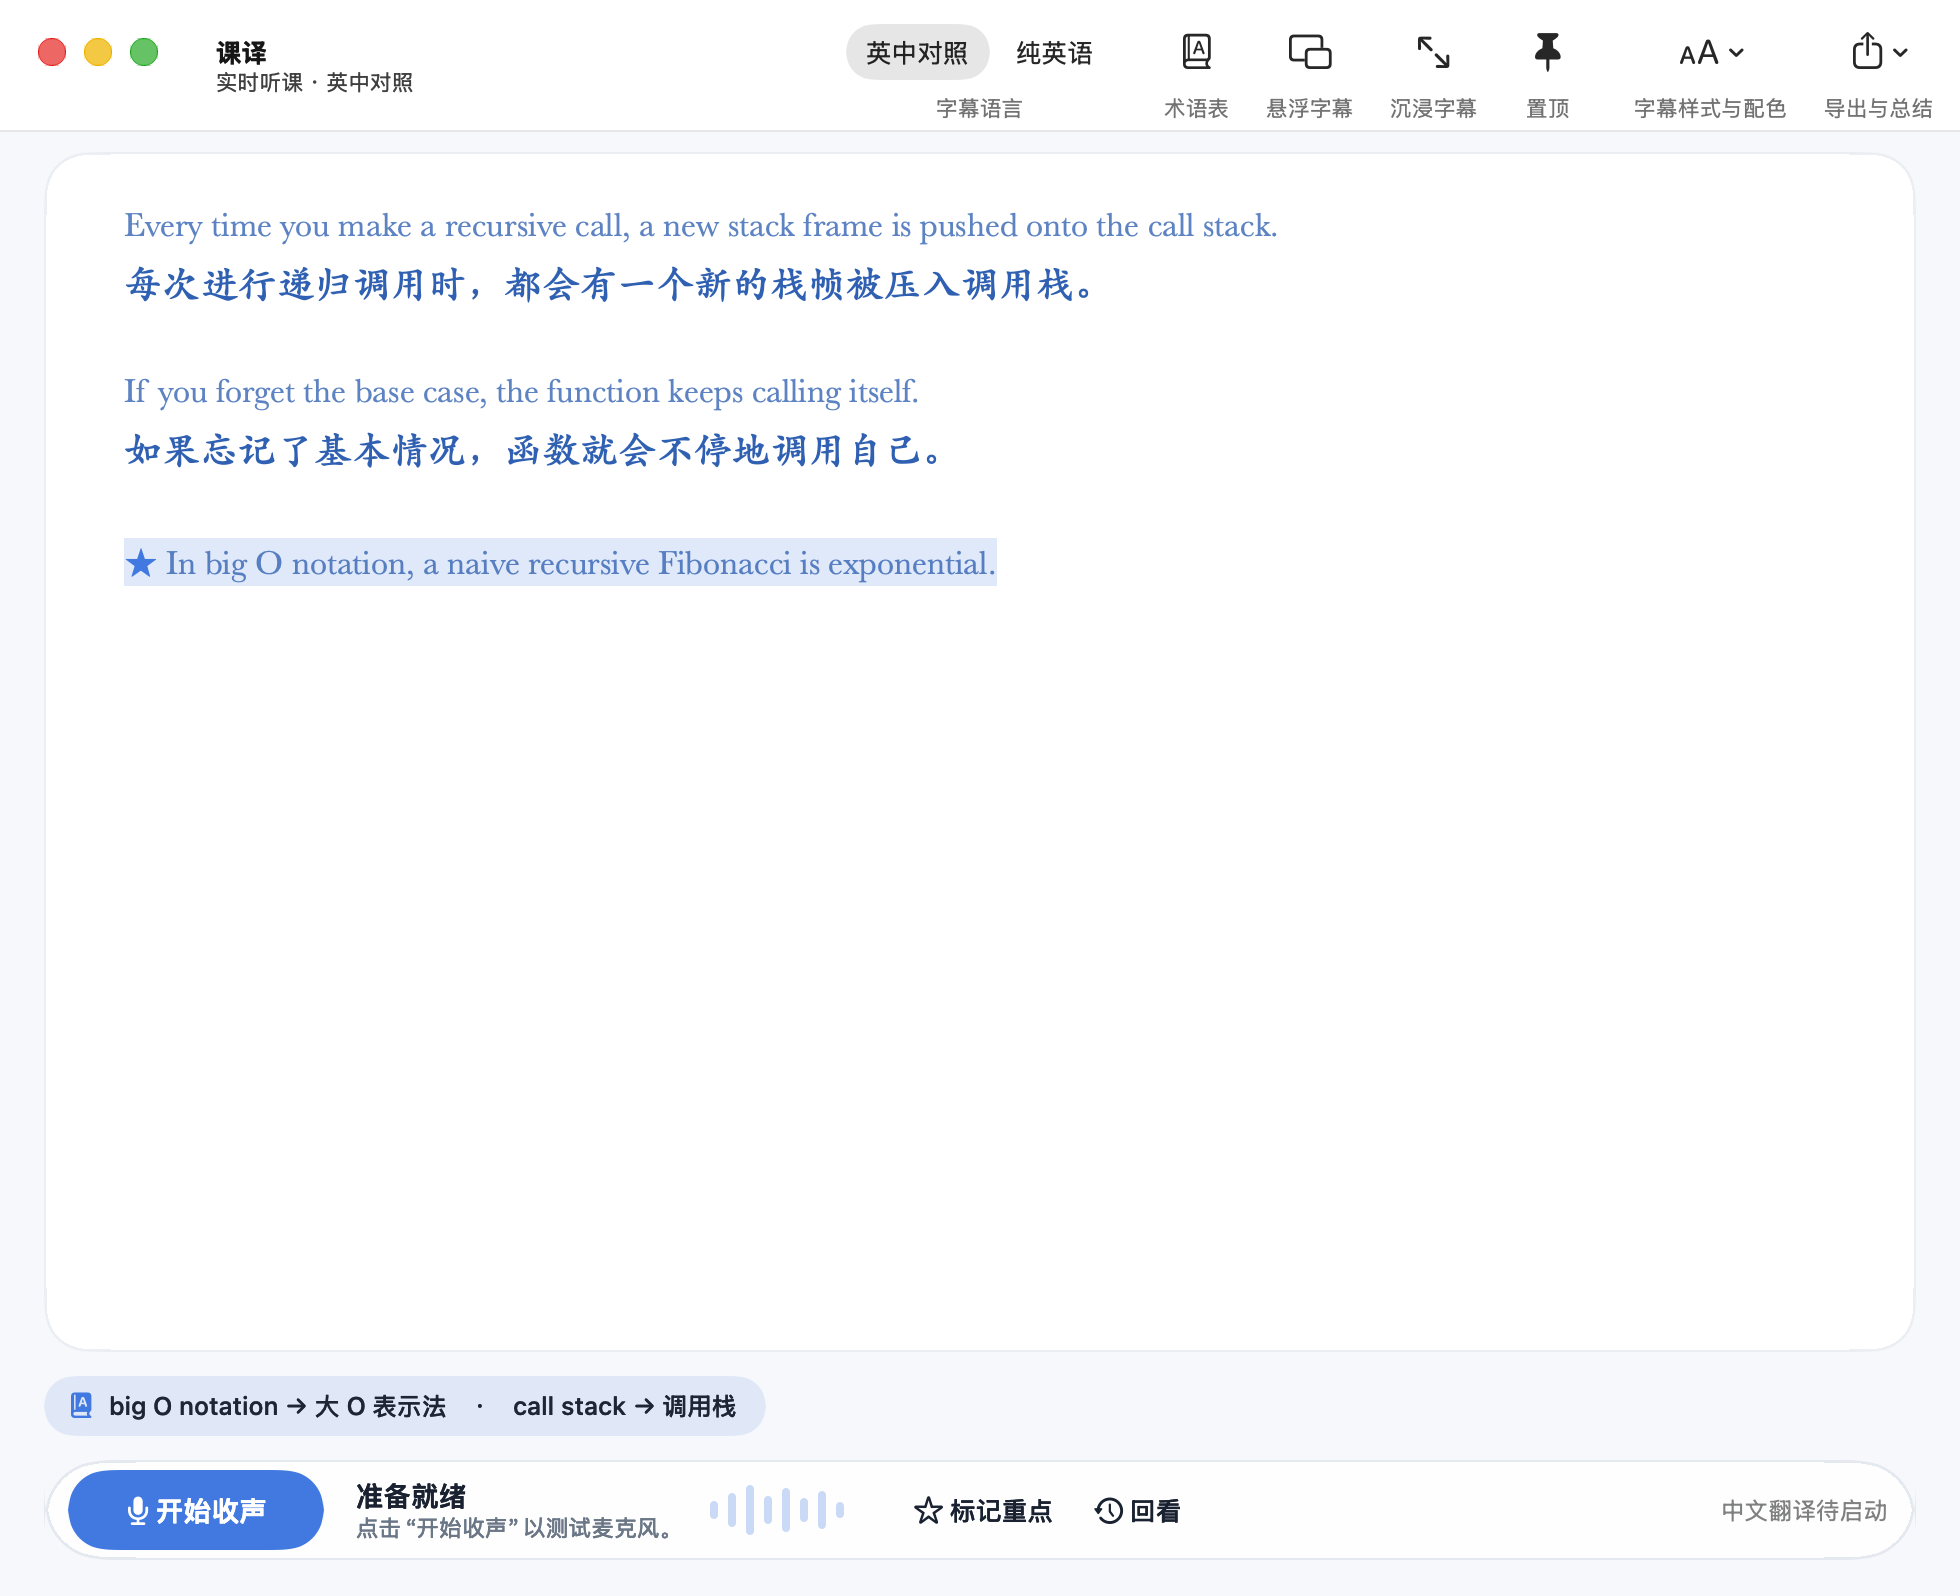 课译
实时听课 · 英中对照
英中对照
纯英语
字幕语言
术语表
悬浮字幕
沉浸字幕
置顶
AA
字幕样式与配色
导出与总结
Every time you make a recursive call, a new stack frame is pushed onto the call stack.
每次进行递归调用时，都会有一个新的栈帧被压入调用栈。
If you forget the base case, the function keeps calling itself.
如果忘记了基本情况，函数就会不停地调用自己。
★ In big O notation, a naive recursive Fibonacci is exponential.
big O notation → 大 O 表示法 · call stack → 调用栈
开始收声
准备就绪
点击 “开始收声” 以测试麦克风。
标记重点
回看
中文翻译待启动